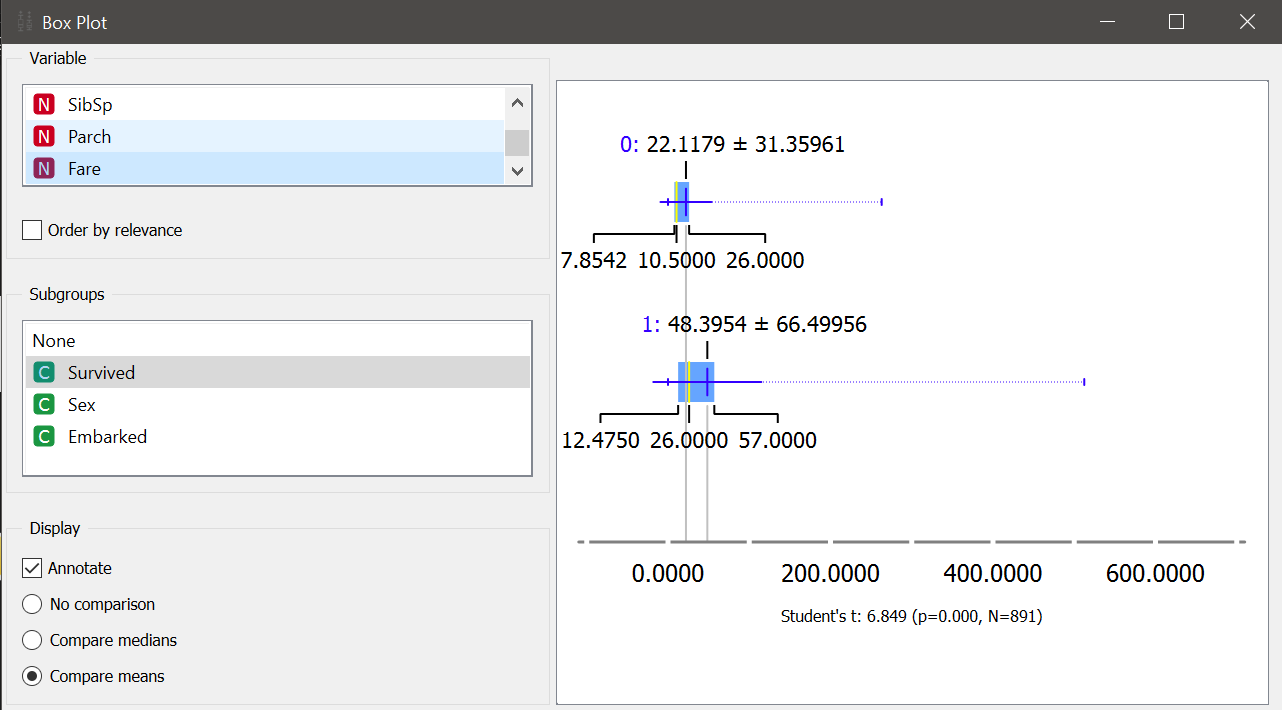 Box Plot
Variable
N SibSp
N Parch
N Fare
Order by relevance
Subgroups
None
C Survived
C Sex
C Embarked
Display
Annotate
No comparison
Compare medians
Compare means
0: 22.1179 ± 31.35961
7.8542 10.5000 26.0000
1: 48.3954 ± 66.49956
12.4750 26.0000 57.0000
0.0000 200.0000 400.0000 600.0000
Student's t: 6.849 (p=0.000, N=891)